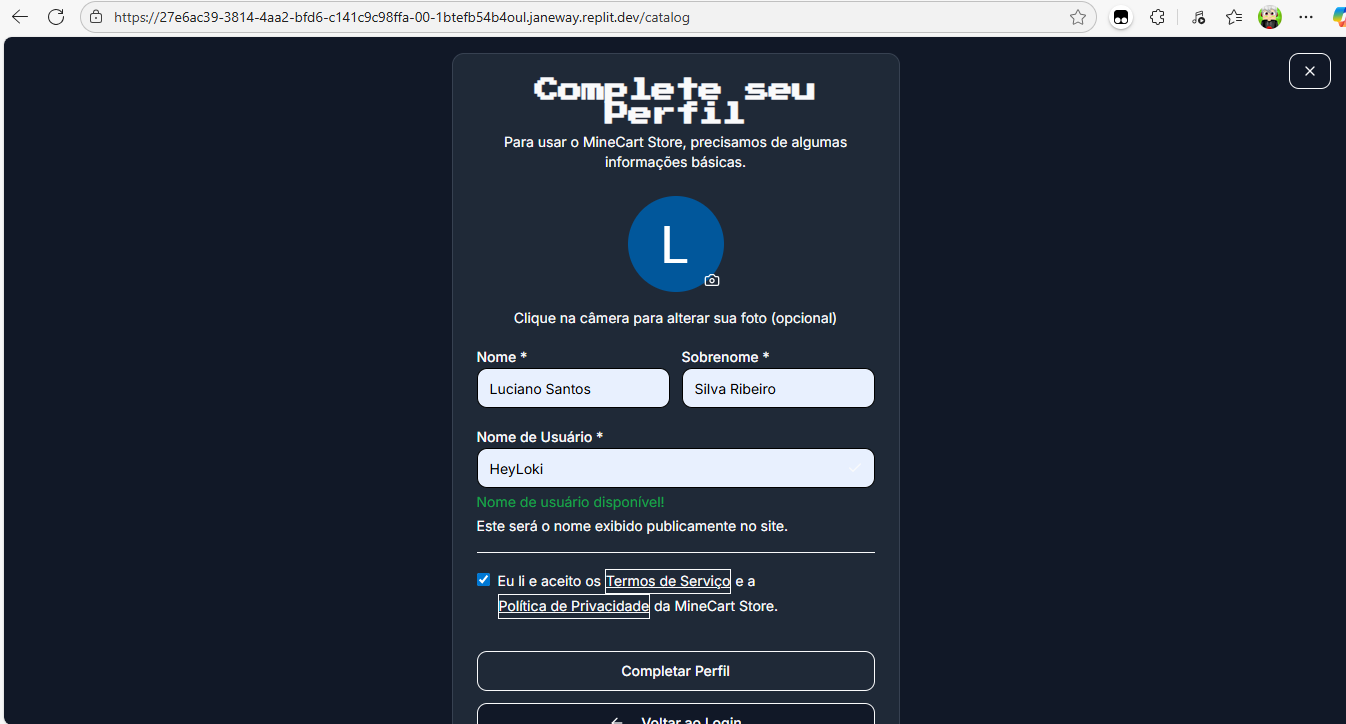 https://27e6ac39-3814-4aa2-bfd6-c141c9c98ffa-00-1btefb54b4oul.janeway.replit.dev/catalog
Complete seu
Perfil
Para usar o MineCart Store, precisamos de algumas
informações básicas.
L
Clique na câmera para alterar sua foto (opcional)
Nome * Sobrenome *
Luciano Santos Silva Ribeiro
Nome de Usuário *
HeyLoki
Nome de usuário disponível!
Este será o nome exibido publicamente no site.
Eu li e aceito os Termos de Serviço e a
Política de Privacidade da MineCart Store.
Completar Perfil
Voltar ao Login